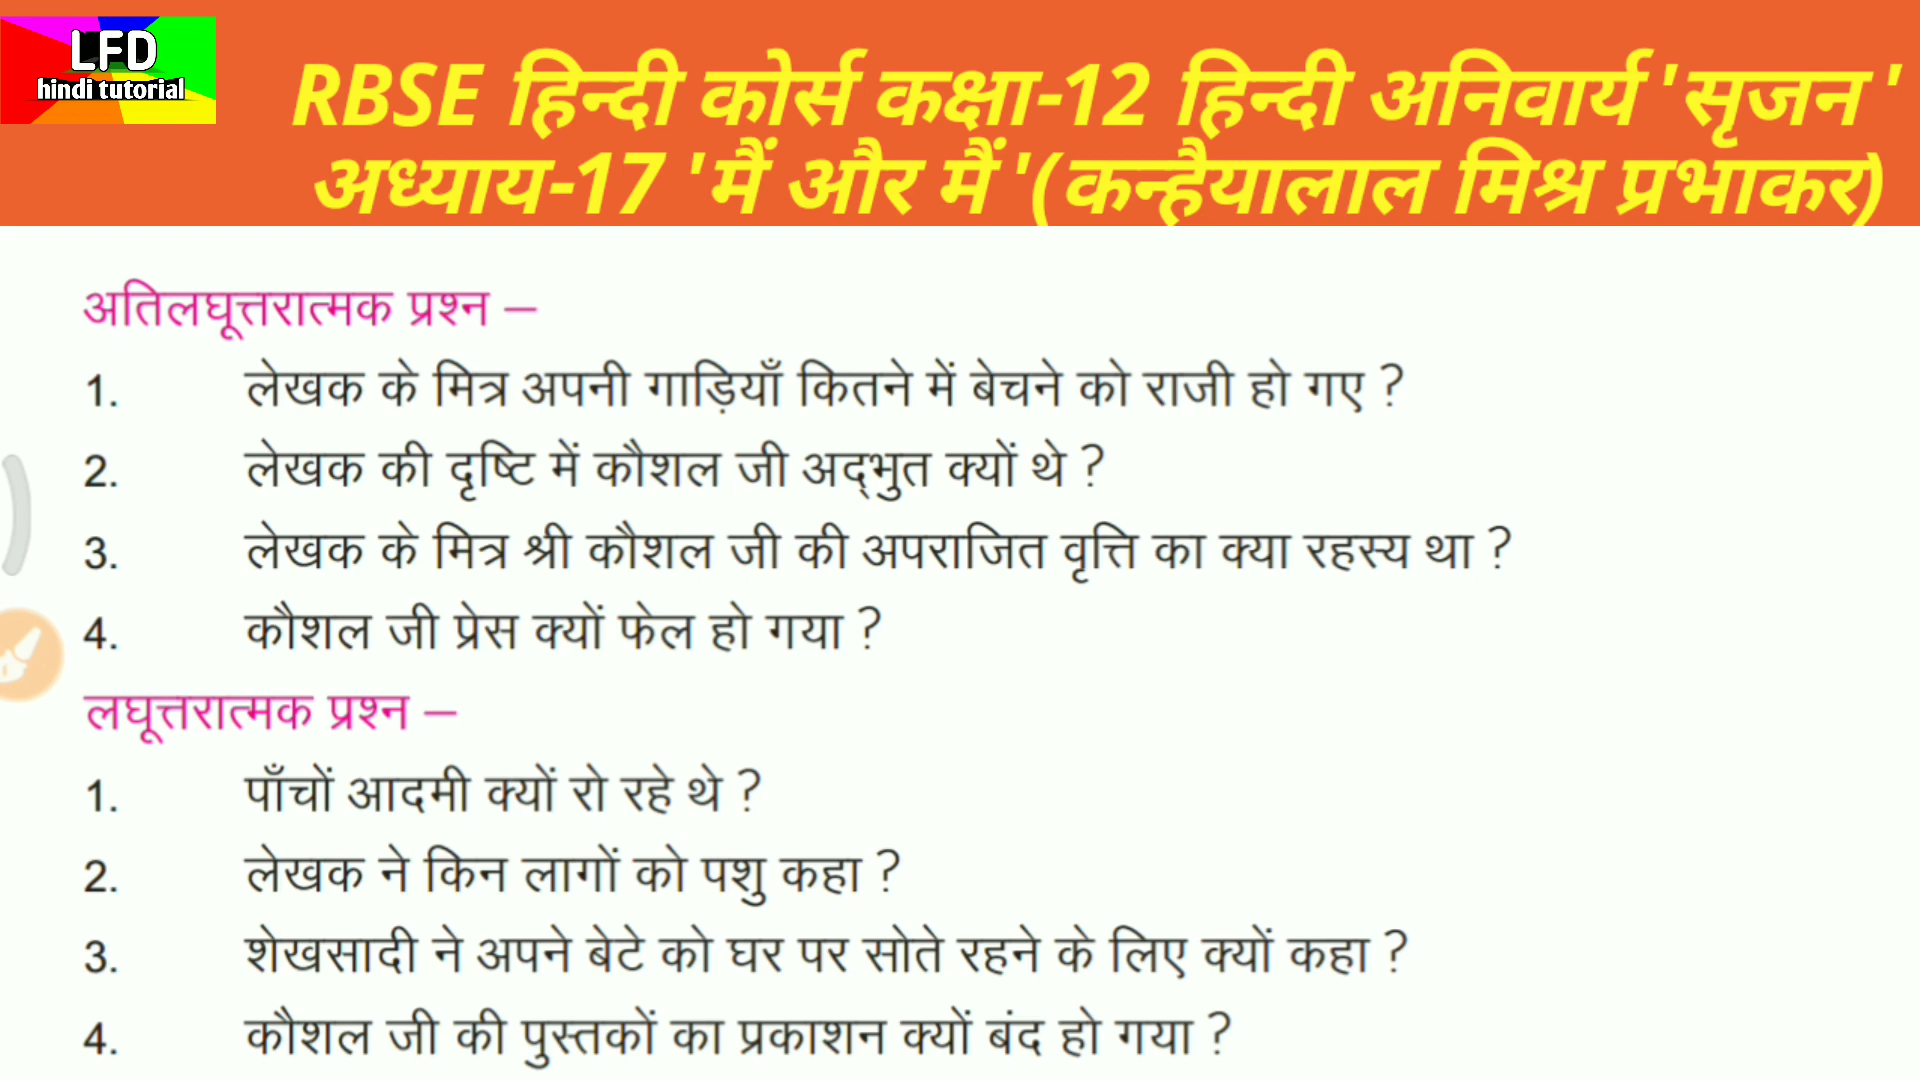 LFD
hindi tutorial
RBSE हिन्दी कोर्स कक्षा-12 हिन्दी अनिवार्य 'सृजन '
अध्याय-17 'मैं और मैं '(कन्हैयालाल मिश्र प्रभाकर)
अतिलघूत्तरात्मक प्रश्न –
1. लेखक के मित्र अपनी गाड़ियाँ कितने में बेचने को राजी हो गए ?
2. लेखक की दृष्टि में कौशल जी अद्‌भुत क्यों थे ?
3. लेखक के मित्र श्री कौशल जी की अपराजित वृत्ति का क्या रहस्य था ?
4. कौशल जी प्रेस क्यों फेल हो गया ?
लघूत्तरात्मक प्रश्न –
1. पाँचों आदमी क्यों रो रहे थे ?
2. लेखक ने किन लागों को पशु कहा ?
3. शेखसादी ने अपने बेटे को घर पर सोते रहने के लिए क्यों कहा ?
4. कौशल जी की पुस्तकों का प्रकाशन क्यों बंद हो गया ?